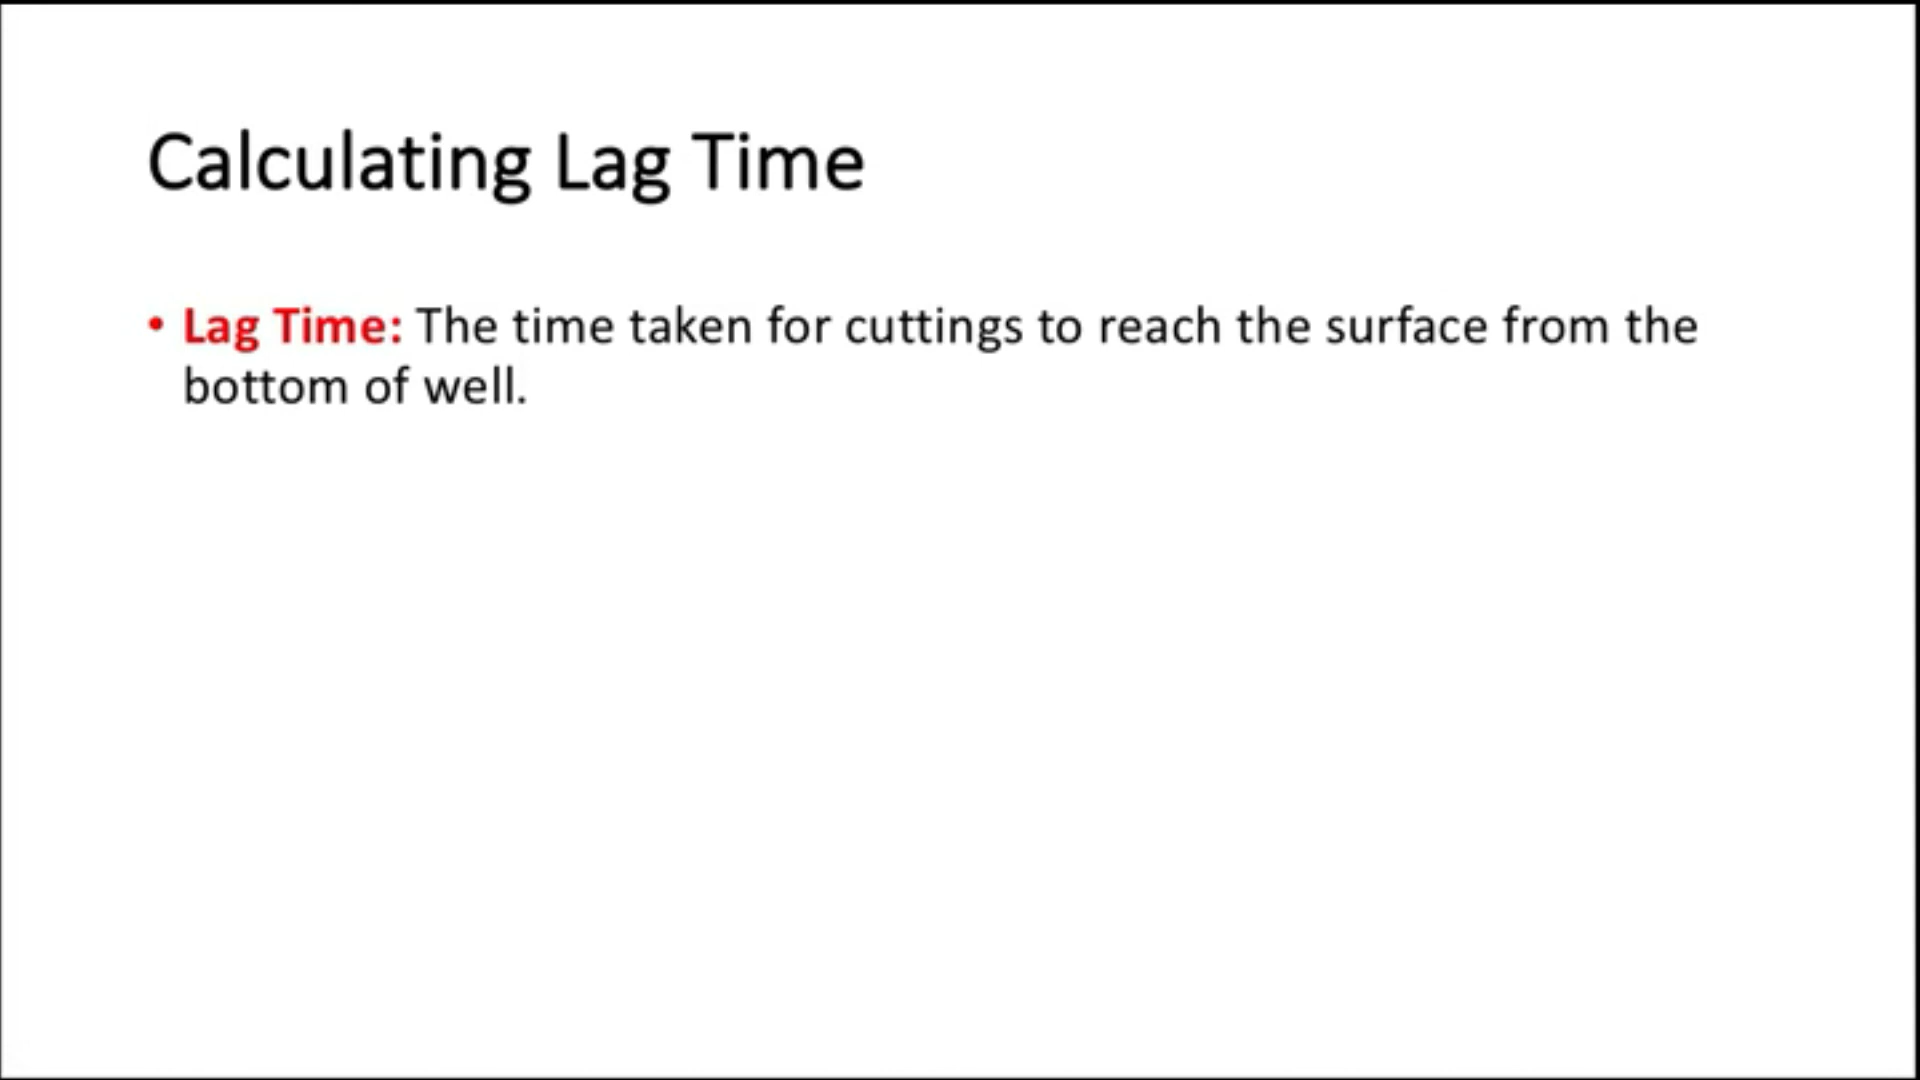 Calculating Lag Time
• Lag Time: The time taken for cuttings to reach the surface from the
bottom of well.